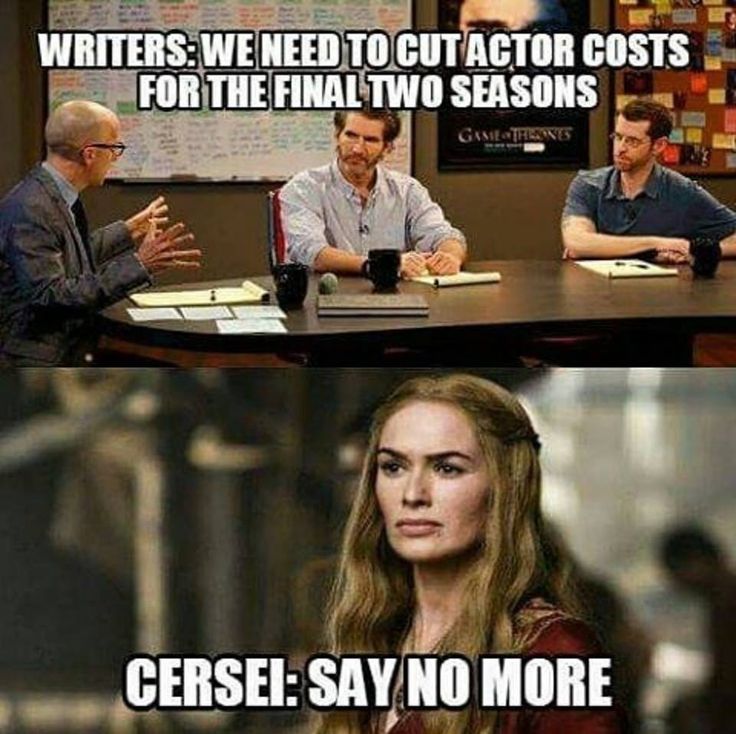 WRITERS: WE NEED TO CUT ACTOR COSTS
FOR THE FINAL TWO SEASONS
GAME OF THRONES
CERSEI: SAY NO MORE